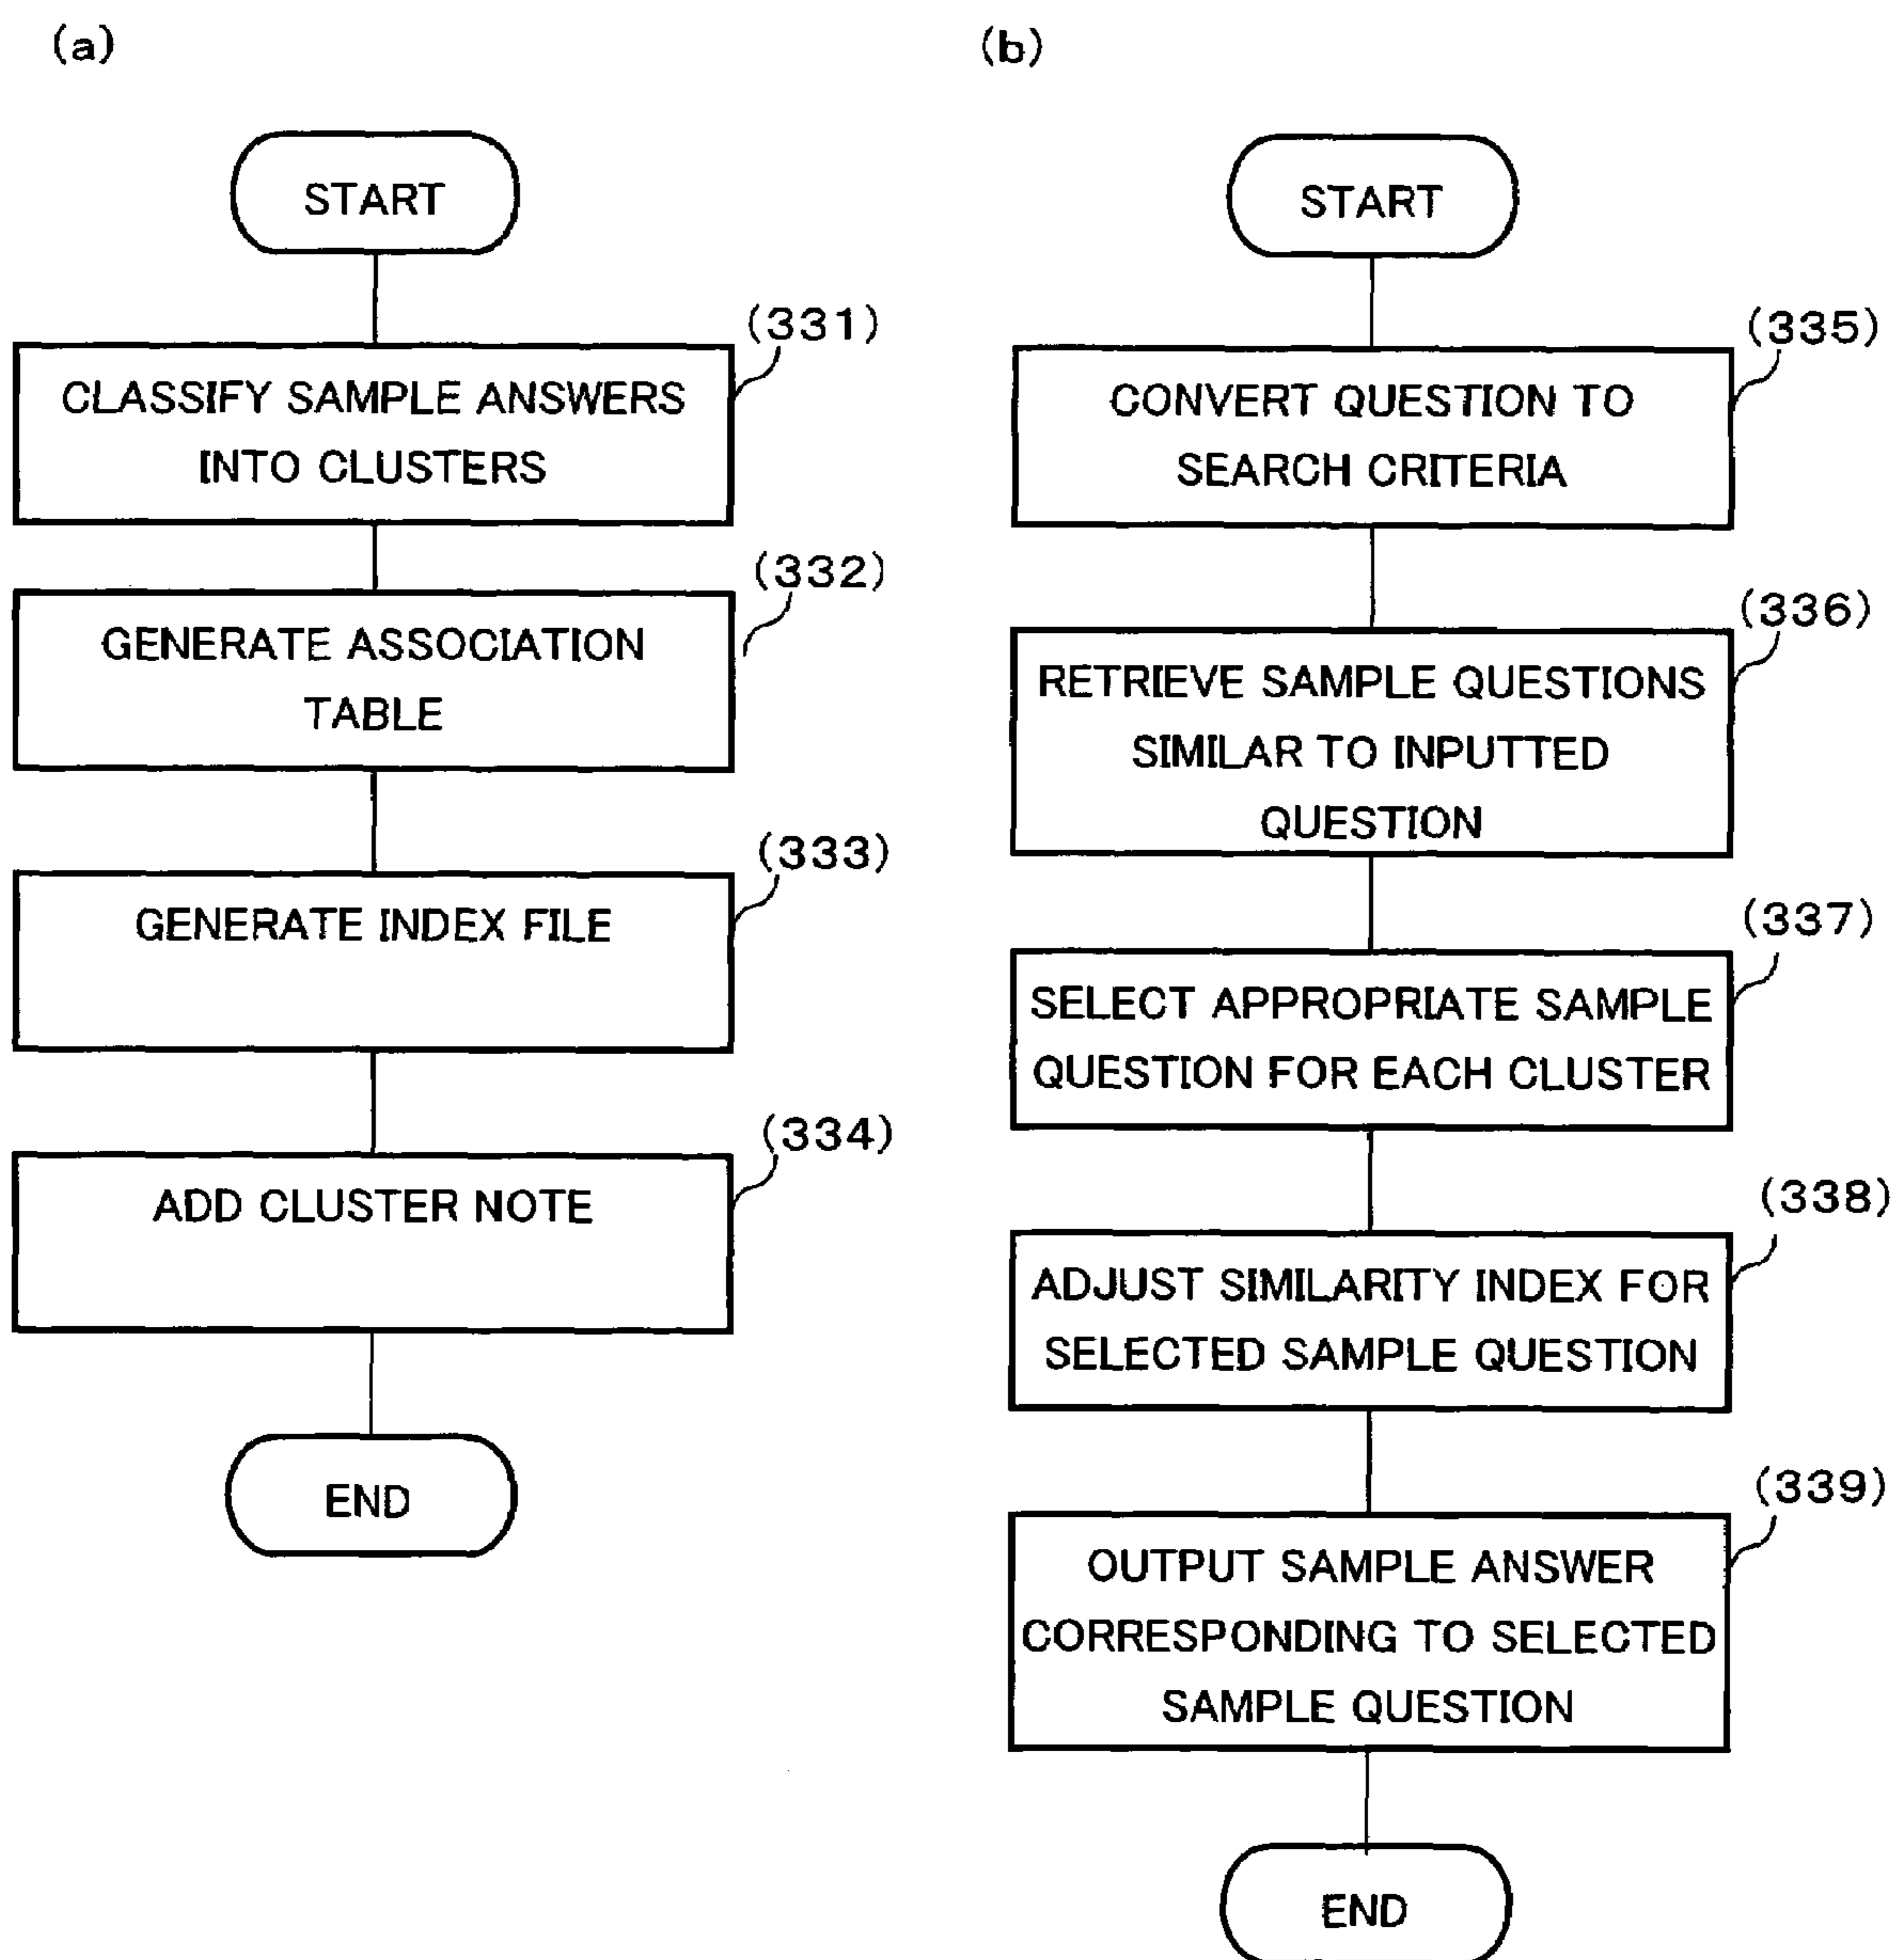 (a)
START
(331)
CLASSIFY SAMPLE ANSWERS
INTO CLUSTERS
(332)
GENERATE ASSOCIATION
TABLE
(333)
GENERATE INDEX FILE
(334)
ADD CLUSTER NOTE
END
(b)
START
(335)
CONVERT QUESTION TO
SEARCH CRITERIA
(336)
RETRIEVE SAMPLE QUESTIONS
SIMILAR TO INPUTTED
QUESTION
(337)
SELECT APPROPRIATE SAMPLE
QUESTION FOR EACH CLUSTER
(338)
ADJUST SIMILARITY INDEX FOR
SELECTED SAMPLE QUESTION
(339)
OUTPUT SAMPLE ANSWER
CORRESPONDING TO SELECTED
SAMPLE QUESTION
END